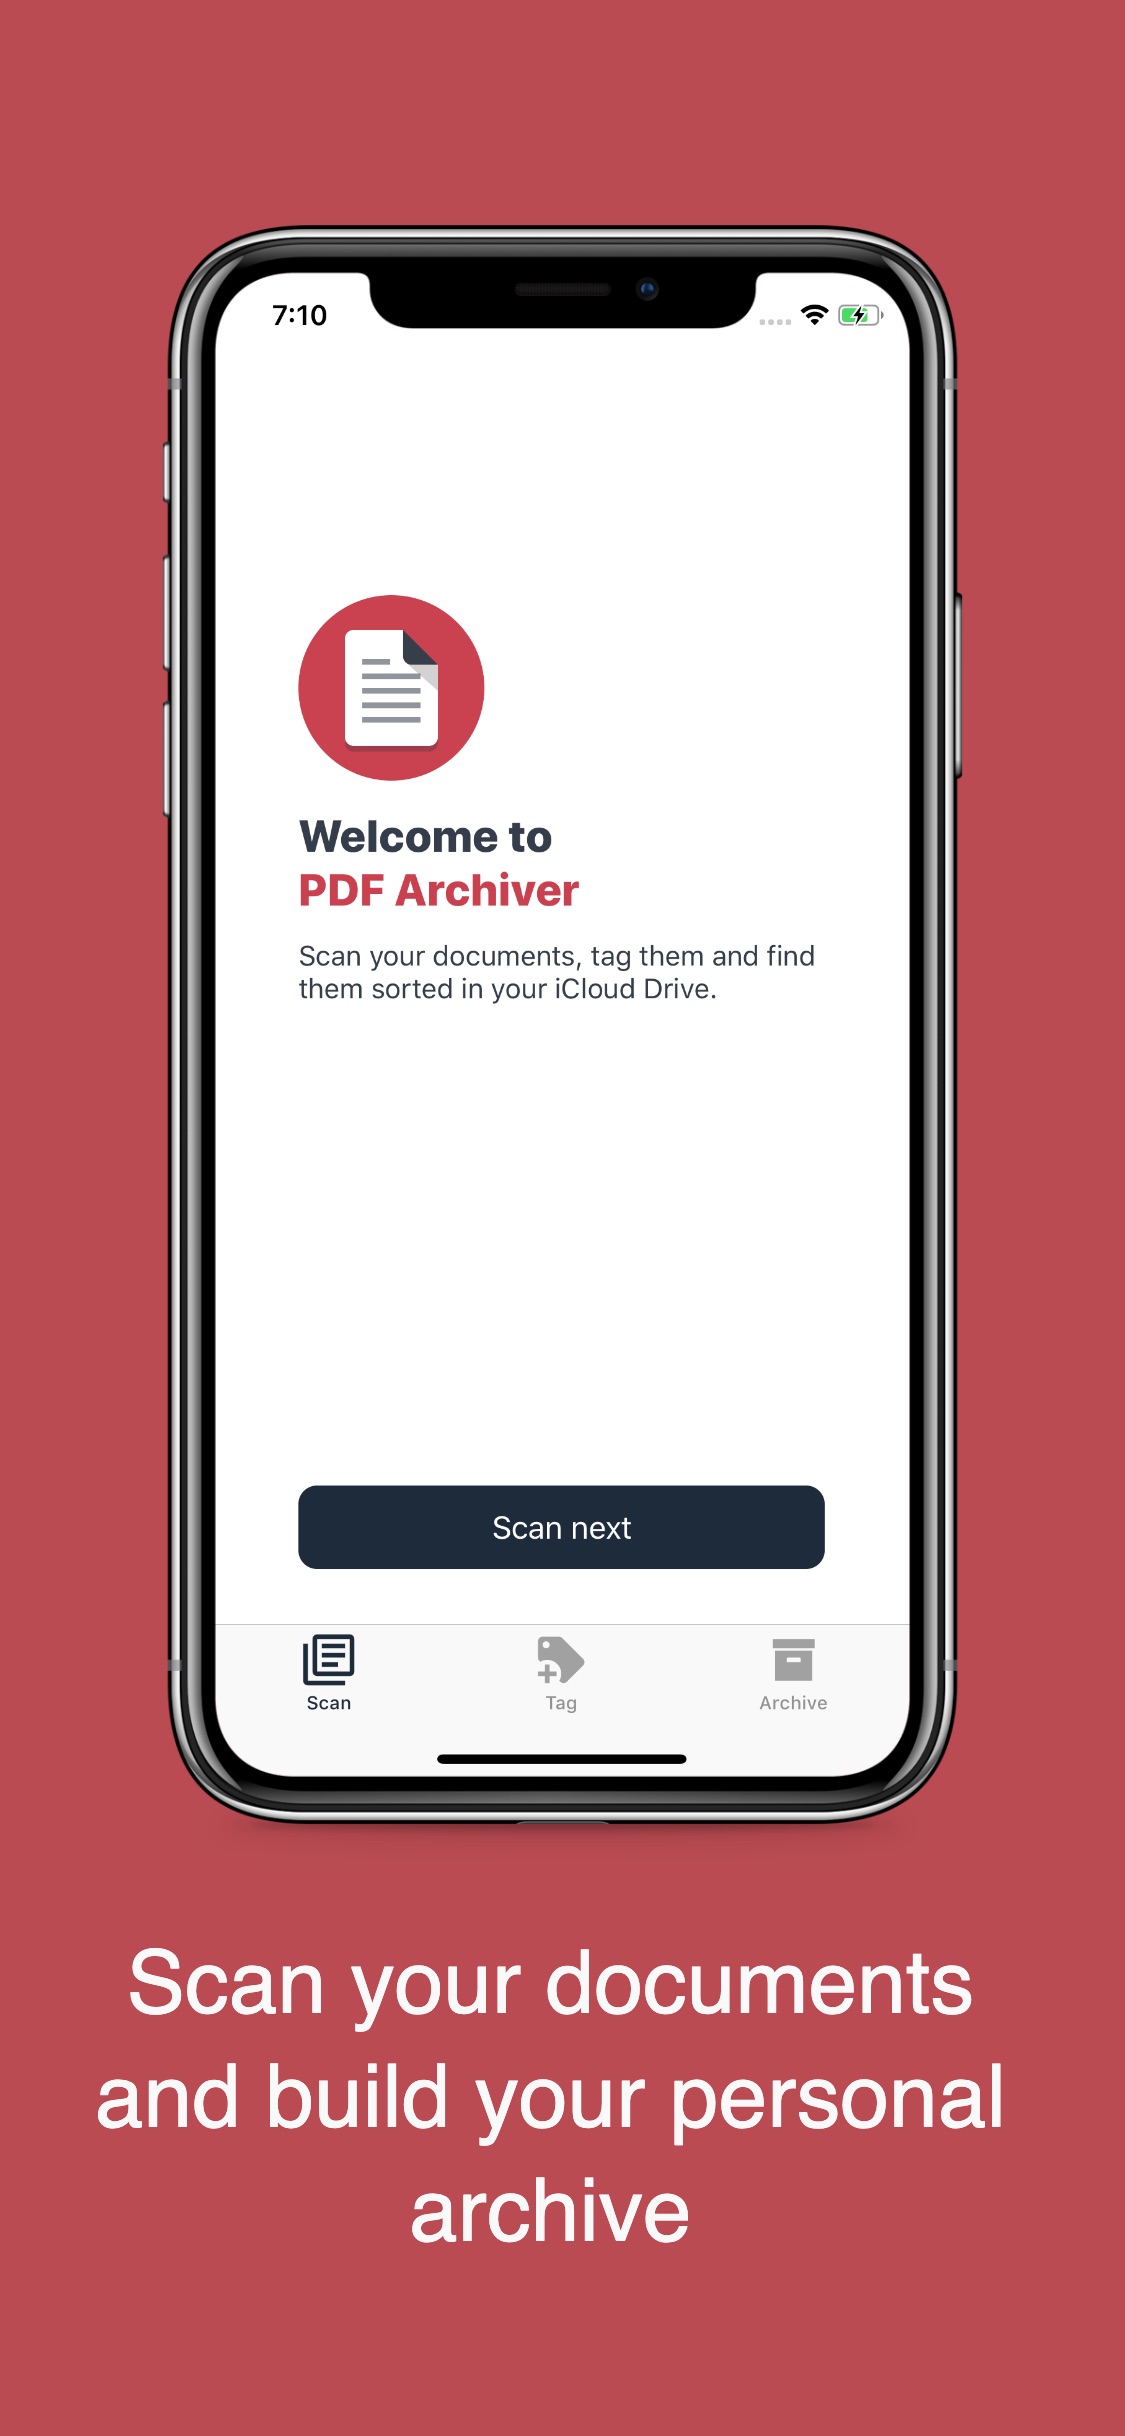 7:10
Welcome to
PDF Archiver
Scan your documents, tag them and find
them sorted in your iCloud Drive.
Scan next
Scan
Tag
Archive
Scan your documents
and build your personal
archive